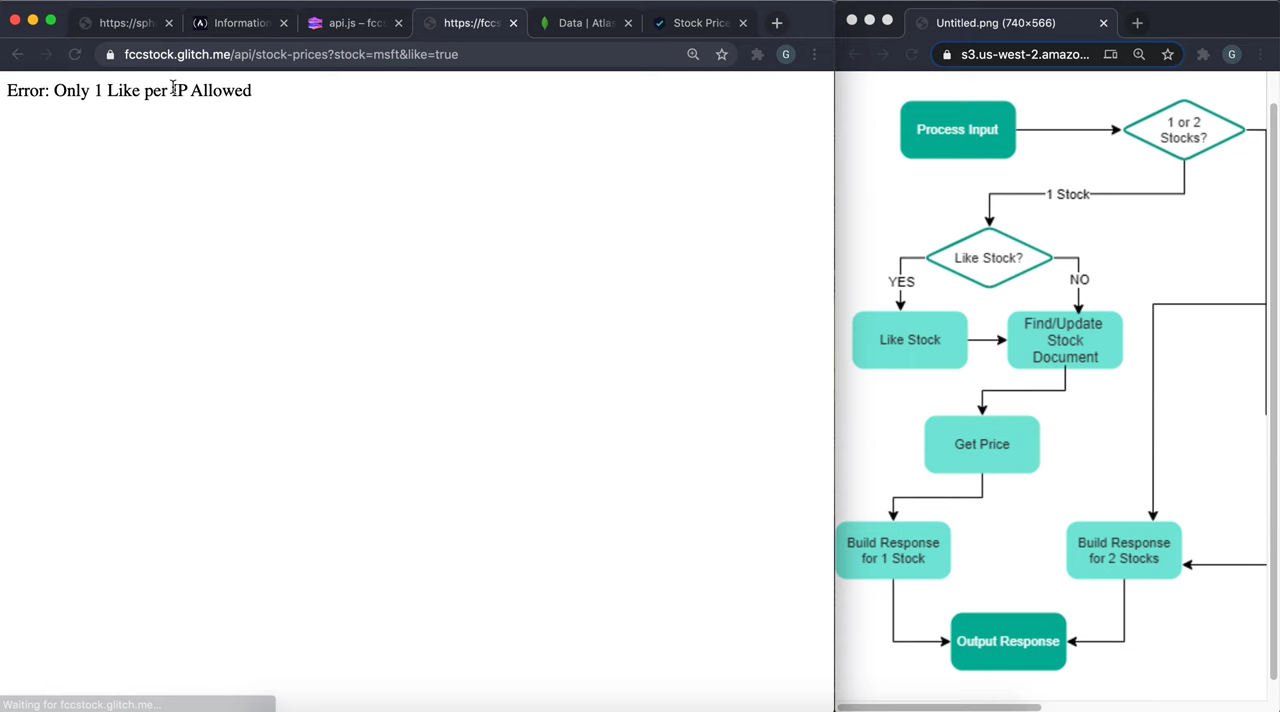 https://sph
Information
api.js – fcc
https://fccs
Data | Atlas
Stock Price
fccstock.glitch.me/api/stock-prices?stock=msft&like=true
G
Error: Only 1 Like per IP Allowed
Waiting for fccstock.glitch.me...
Untitled.png (740×566)
s3.us-west-2.amazo...
G
Process Input
1 or 2
Stocks?
1 Stock
Like Stock?
YES
NO
Like Stock
Find/Update
Stock
Document
Get Price
Build Response
for 1 Stock
Build Response
for 2 Stocks
Output Response